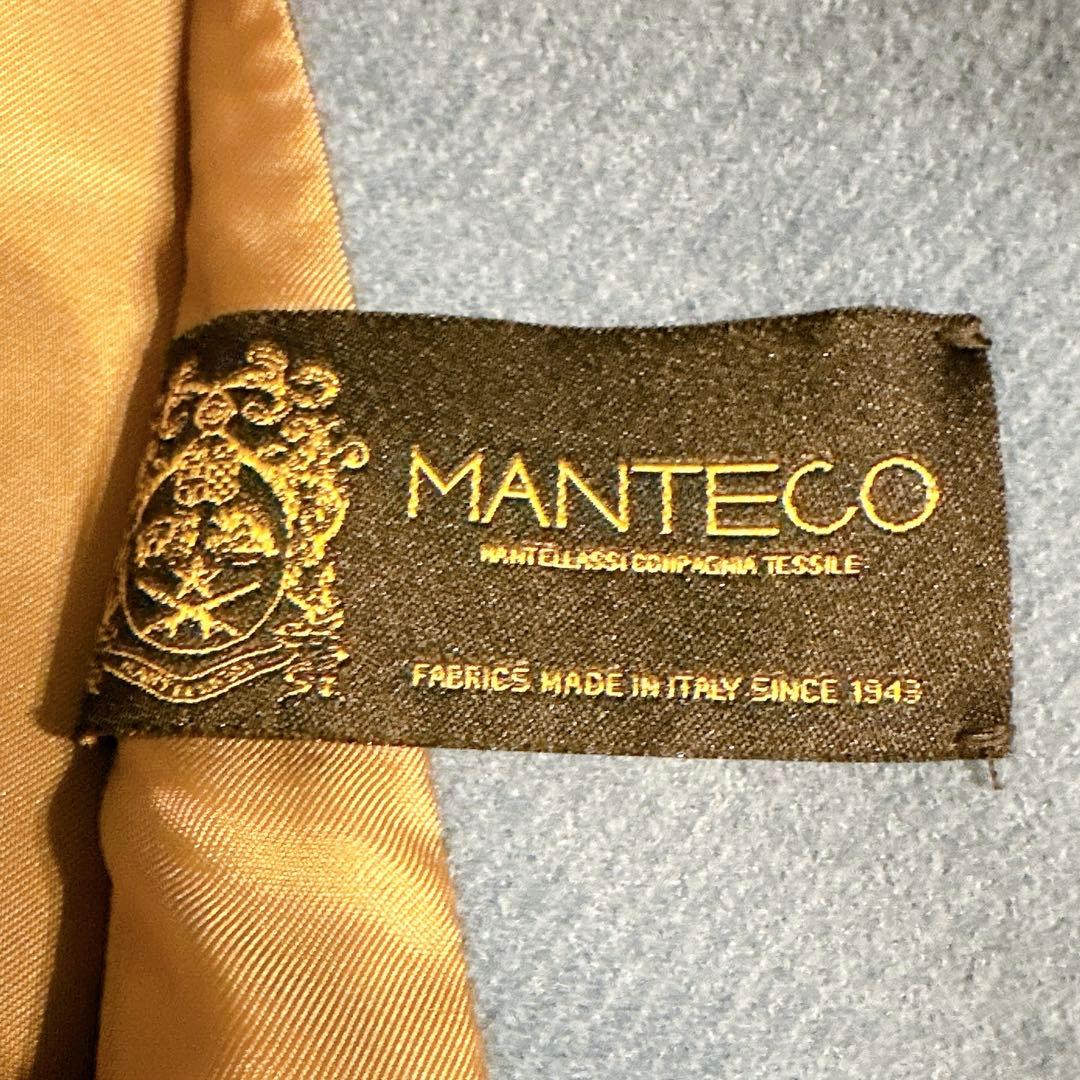 MANTECO
MANTELLASSI COMPAGNIA TESSILE
FABRICS MADE IN ITALY SINCE 1943